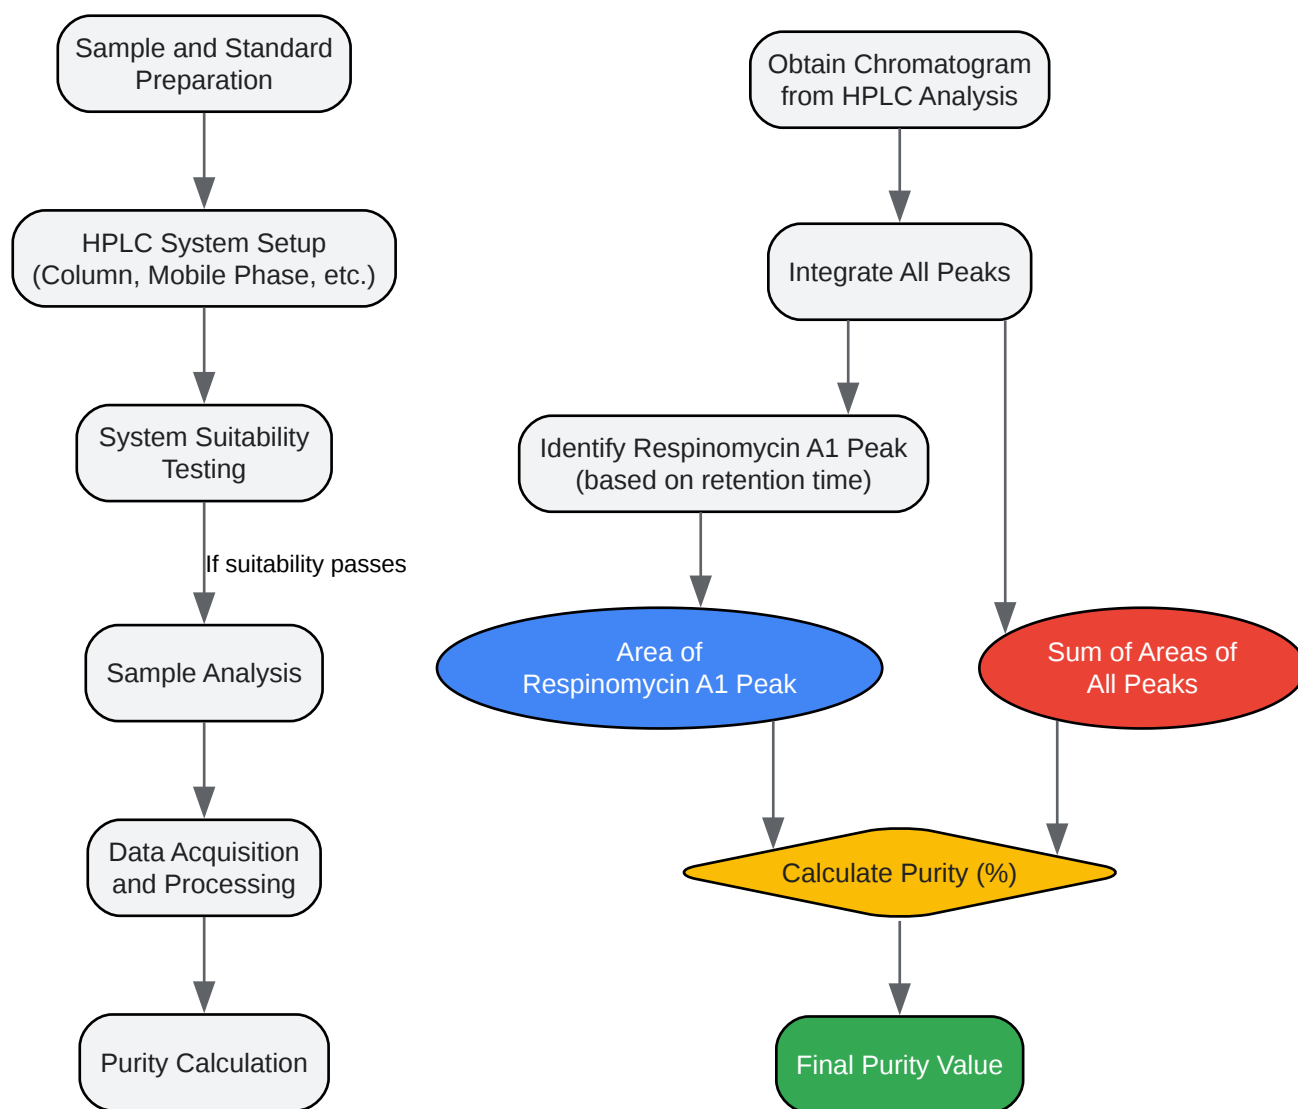 Sample and Standard
Preparation
HPLC System Setup
(Column, Mobile Phase, etc.)
System Suitability
Testing
If suitability passes
Sample Analysis
Data Acquisition
and Processing
Purity Calculation
Obtain Chromatogram
from HPLC Analysis
Integrate All Peaks
Identify Respinomycin A1 Peak
(based on retention time)
Area of
Respinomycin A1 Peak
Sum of Areas of
All Peaks
Calculate Purity (%)
Final Purity Value